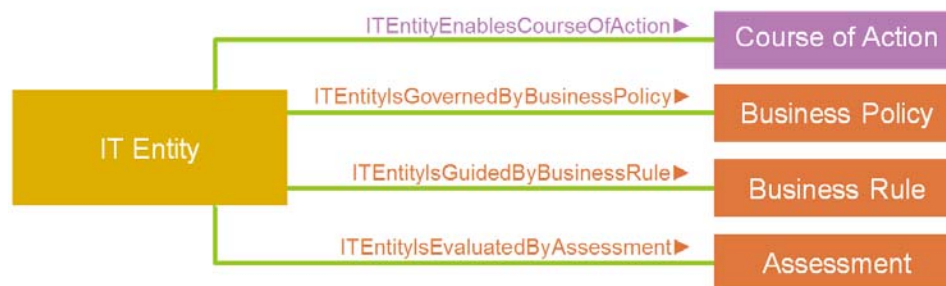 ITEntityEnablesCourseOfAction►
Course of Action
ITEntityIsGovernedByBusinessPolicy►
Business Policy
IT Entity
ITEntityIsGuidedByBusinessRule►
Business Rule
ITEntityIsEvaluatedByAssessment►
Assessment